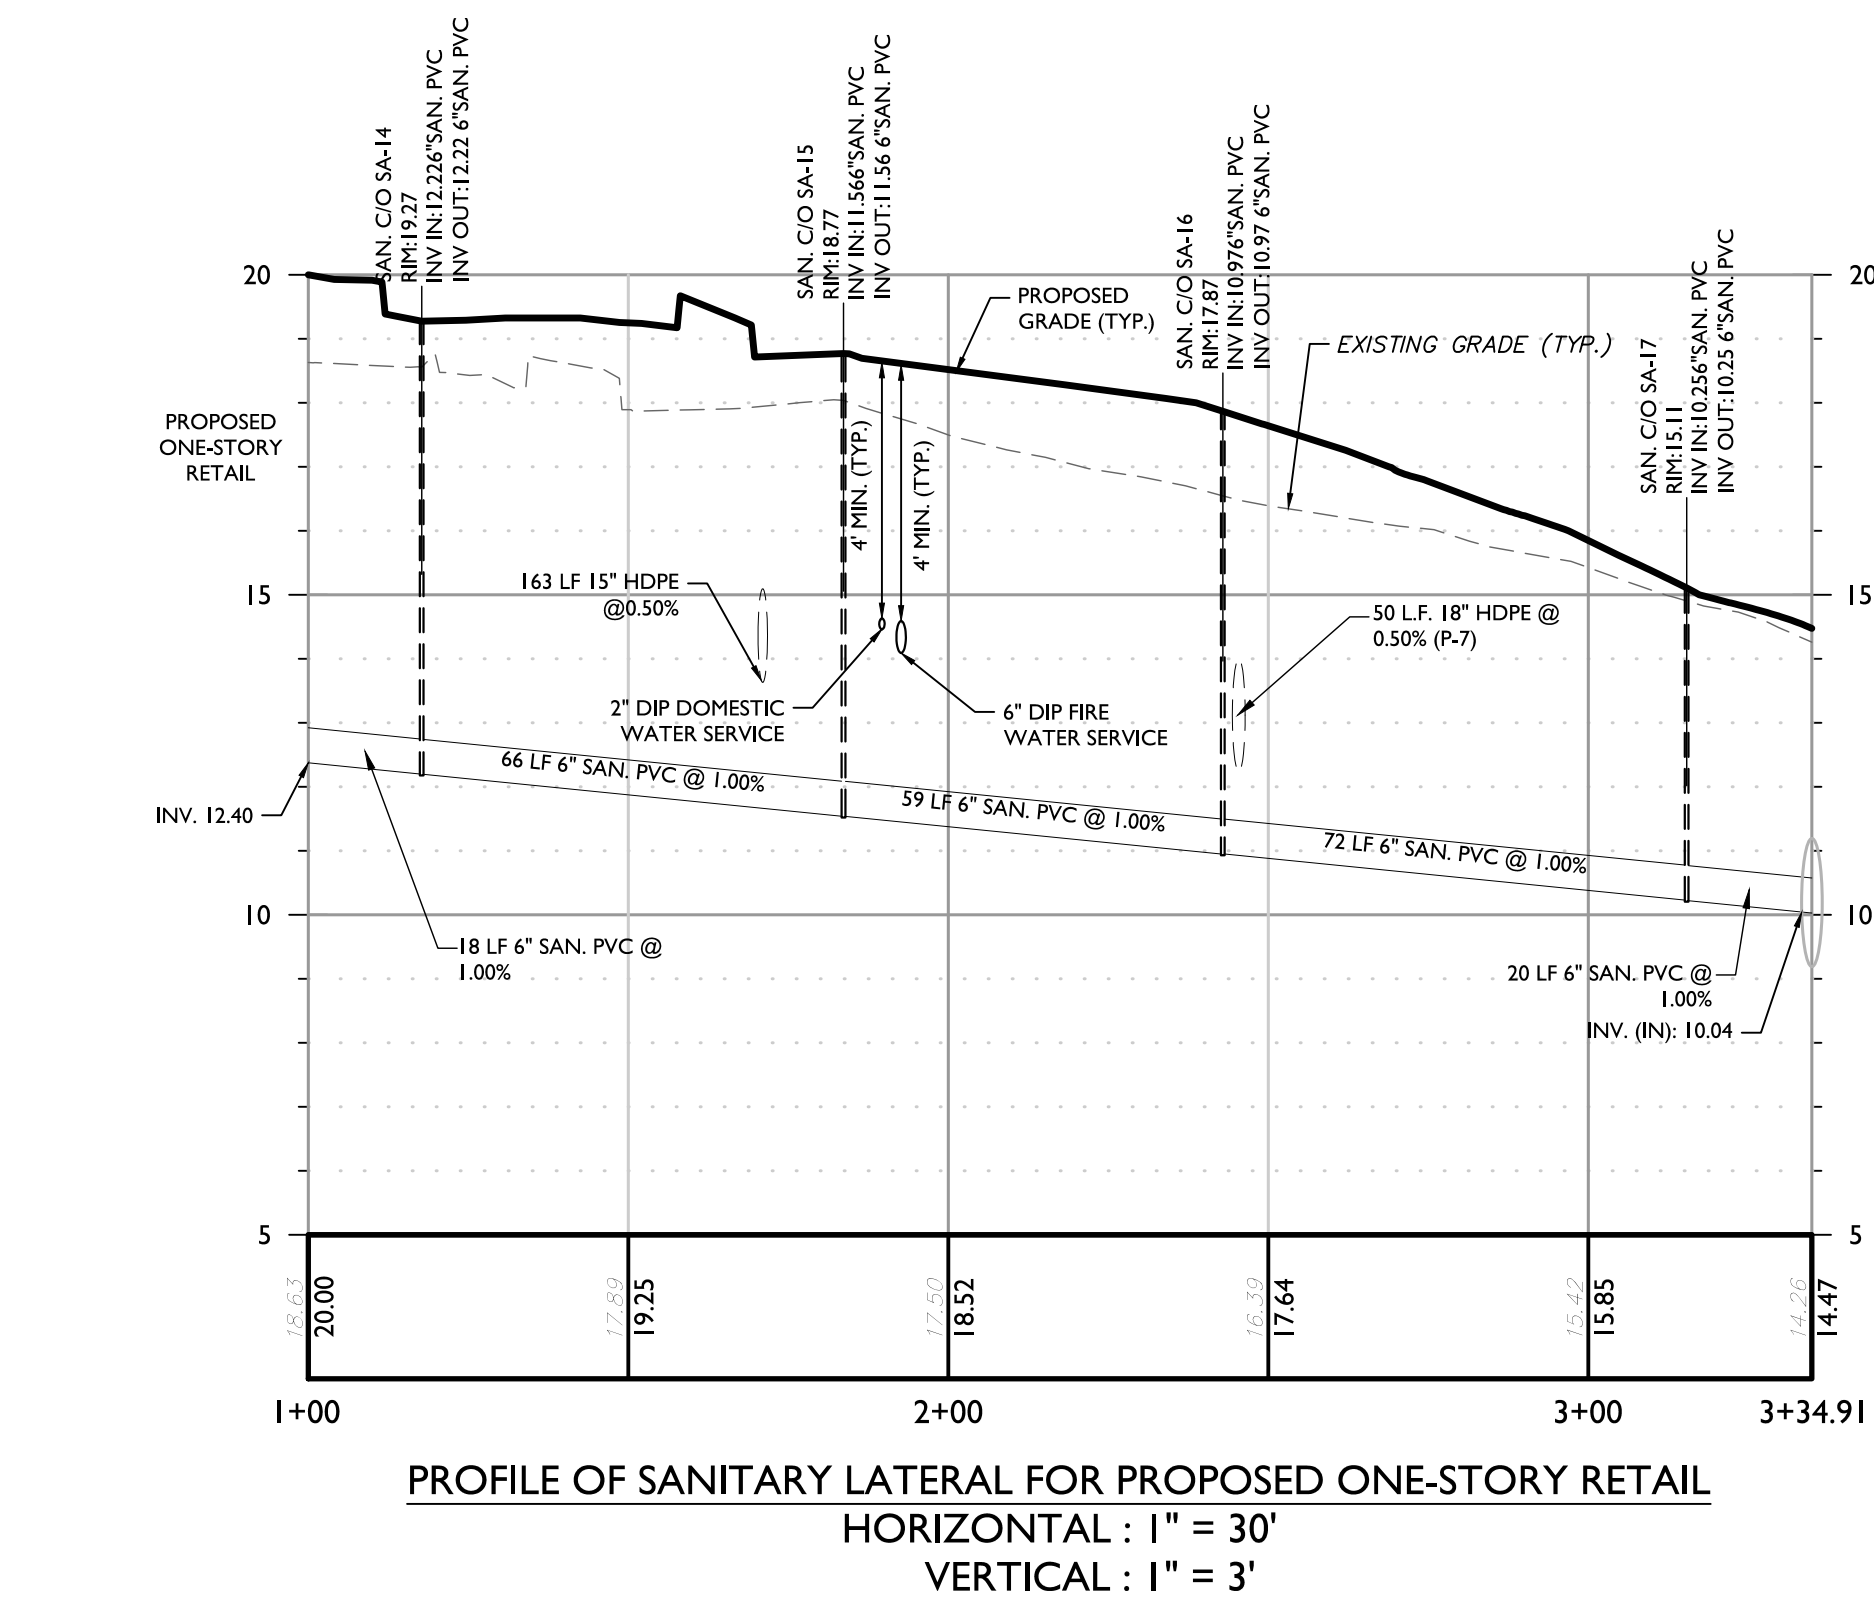 SAN. C/O SA-14
RIM:19.27
INV IN:12.226"SAN. PVC
INV OUT:12.22 6"SAN. PVC
SAN. C/O SA-15
RIM:18.77
INV IN:11.566"SAN. PVC
INV OUT:11.56 6"SAN. PVC
SAN. C/O SA-16
RIM:17.87
INV IN:10.976"SAN. PVC
INV OUT:10.97 6"SAN. PVC
SAN. C/O SA-17
RIM:15.11
INV IN:10.256"SAN. PVC
INV OUT:10.25 6"SAN. PVC
20
20
PROPOSED
GRADE (TYP.)
EXISTING GRADE (TYP.)
PROPOSED
ONE-STORY
RETAIL
4' MIN. (TYP.)
4' MIN. (TYP.)
15
15
163 LF 15" HDPE
@0.50%
50 L.F. 18" HDPE @
0.50% (P-7)
2" DIP DOMESTIC
WATER SERVICE
6" DIP FIRE
WATER SERVICE
66 LF 6" SAN. PVC @ 1.00%
59 LF 6" SAN. PVC @ 1.00%
72 LF 6" SAN. PVC @ 1.00%
INV. 12.40
10
10
18 LF 6" SAN. PVC @
1.00%
20 LF 6" SAN. PVC @
1.00%
INV. (IN): 10.04
5
5
18.63
20.00
17.89
19.25
17.50
18.52
16.39
17.64
15.42
15.85
14.26
14.47
1+00
2+00
3+00
3+34.91
PROFILE OF SANITARY LATERAL FOR PROPOSED ONE-STORY RETAIL
HORIZONTAL : 1" = 30'
VERTICAL : 1" = 3'